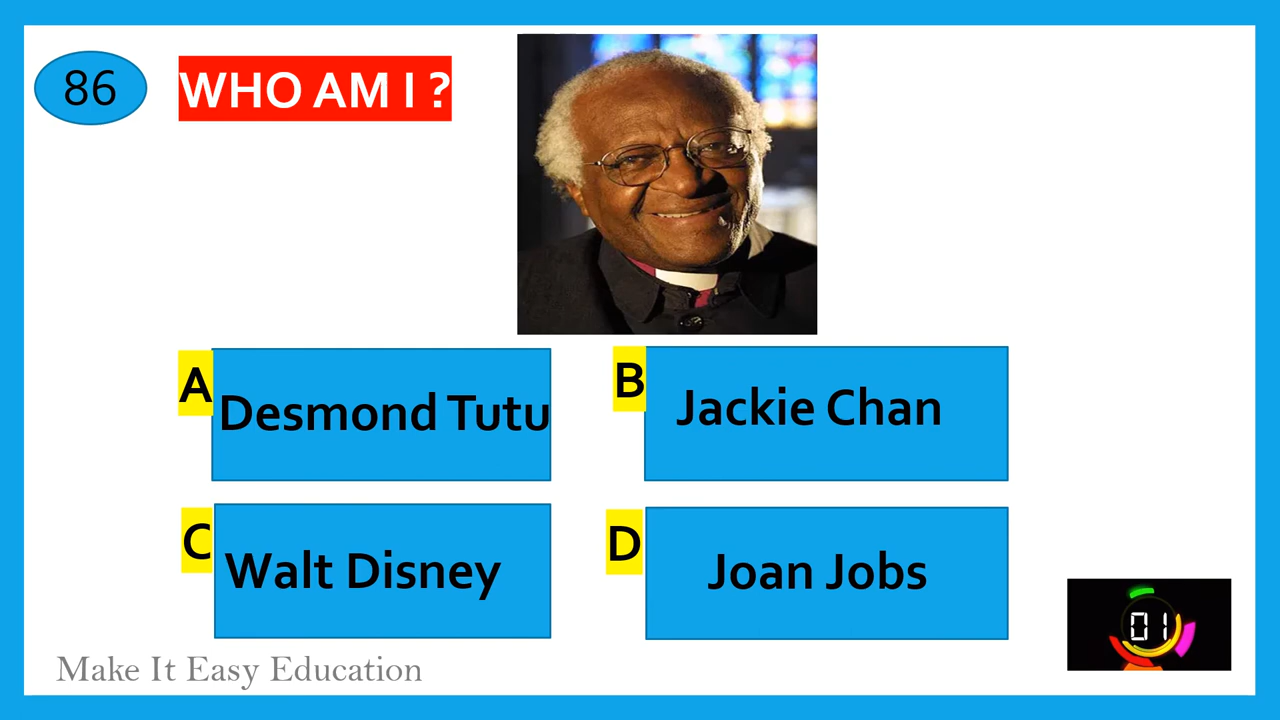 86
WHO AM I ?
A
Desmond Tutu
B
Jackie Chan
C
Walt Disney
D
Joan Jobs
01
Make It Easy Education